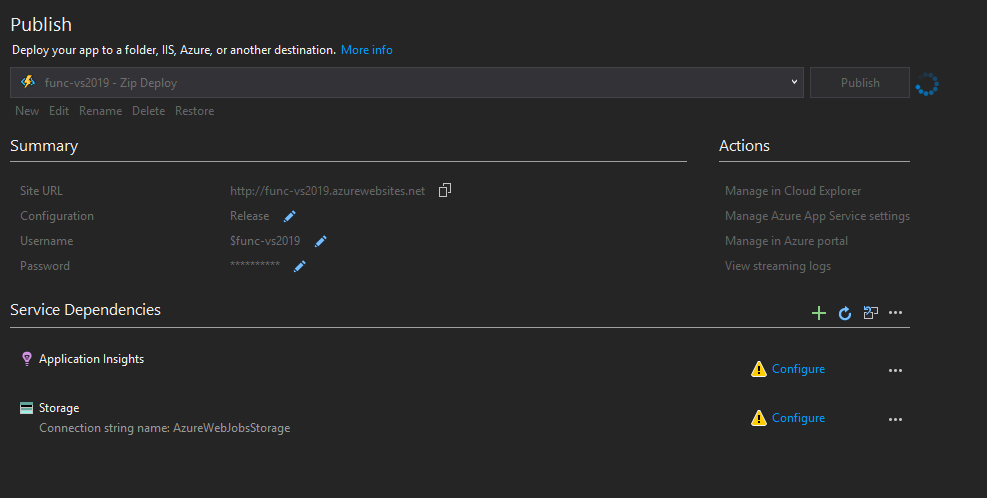 Publish
Deploy your app to a folder, IIS, Azure, or another destination. More info
func-vs2019 - Zip Deploy Publish
New Edit Rename Delete Restore
Summary Actions
Site URL http://func-vs2019.azurewebsites.net Manage in Cloud Explorer
Configuration Release Manage Azure App Service settings
Username $func-vs2019 Manage in Azure portal
Password ********** View streaming logs
Service Dependencies
Application Insights
Configure
Storage
Configure
Connection string name: AzureWebJobsStorage